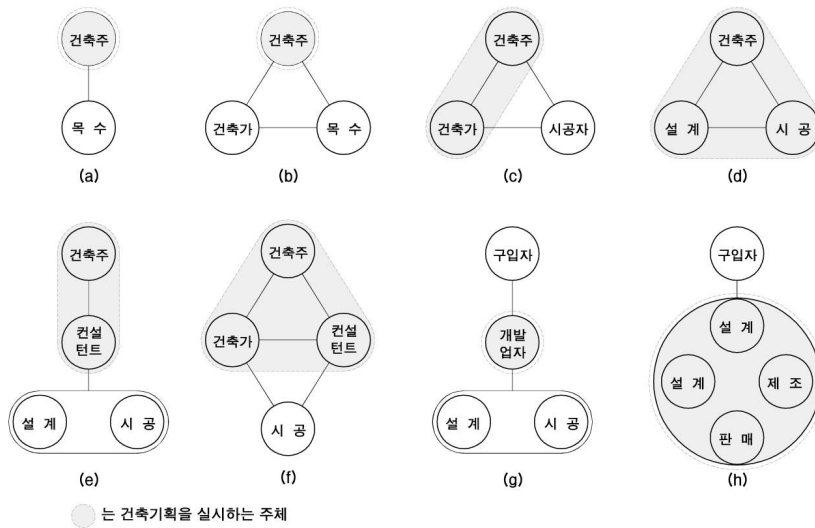 건축주
목 수
(a)
건축주
건축가
목 수
(b)
건축주
건축가
시공자
(c)
건축주
설 계
시 공
(d)
건축주
컨설
턴트
설 계
시 공
(e)
건축주
건축가
컨설
턴트
시 공
(f)
구입자
개발
업자
설 계
시 공
(g)
구입자
설 계
설 계
제 조
판 매
(h)
는 건축기획을 실시하는 주체